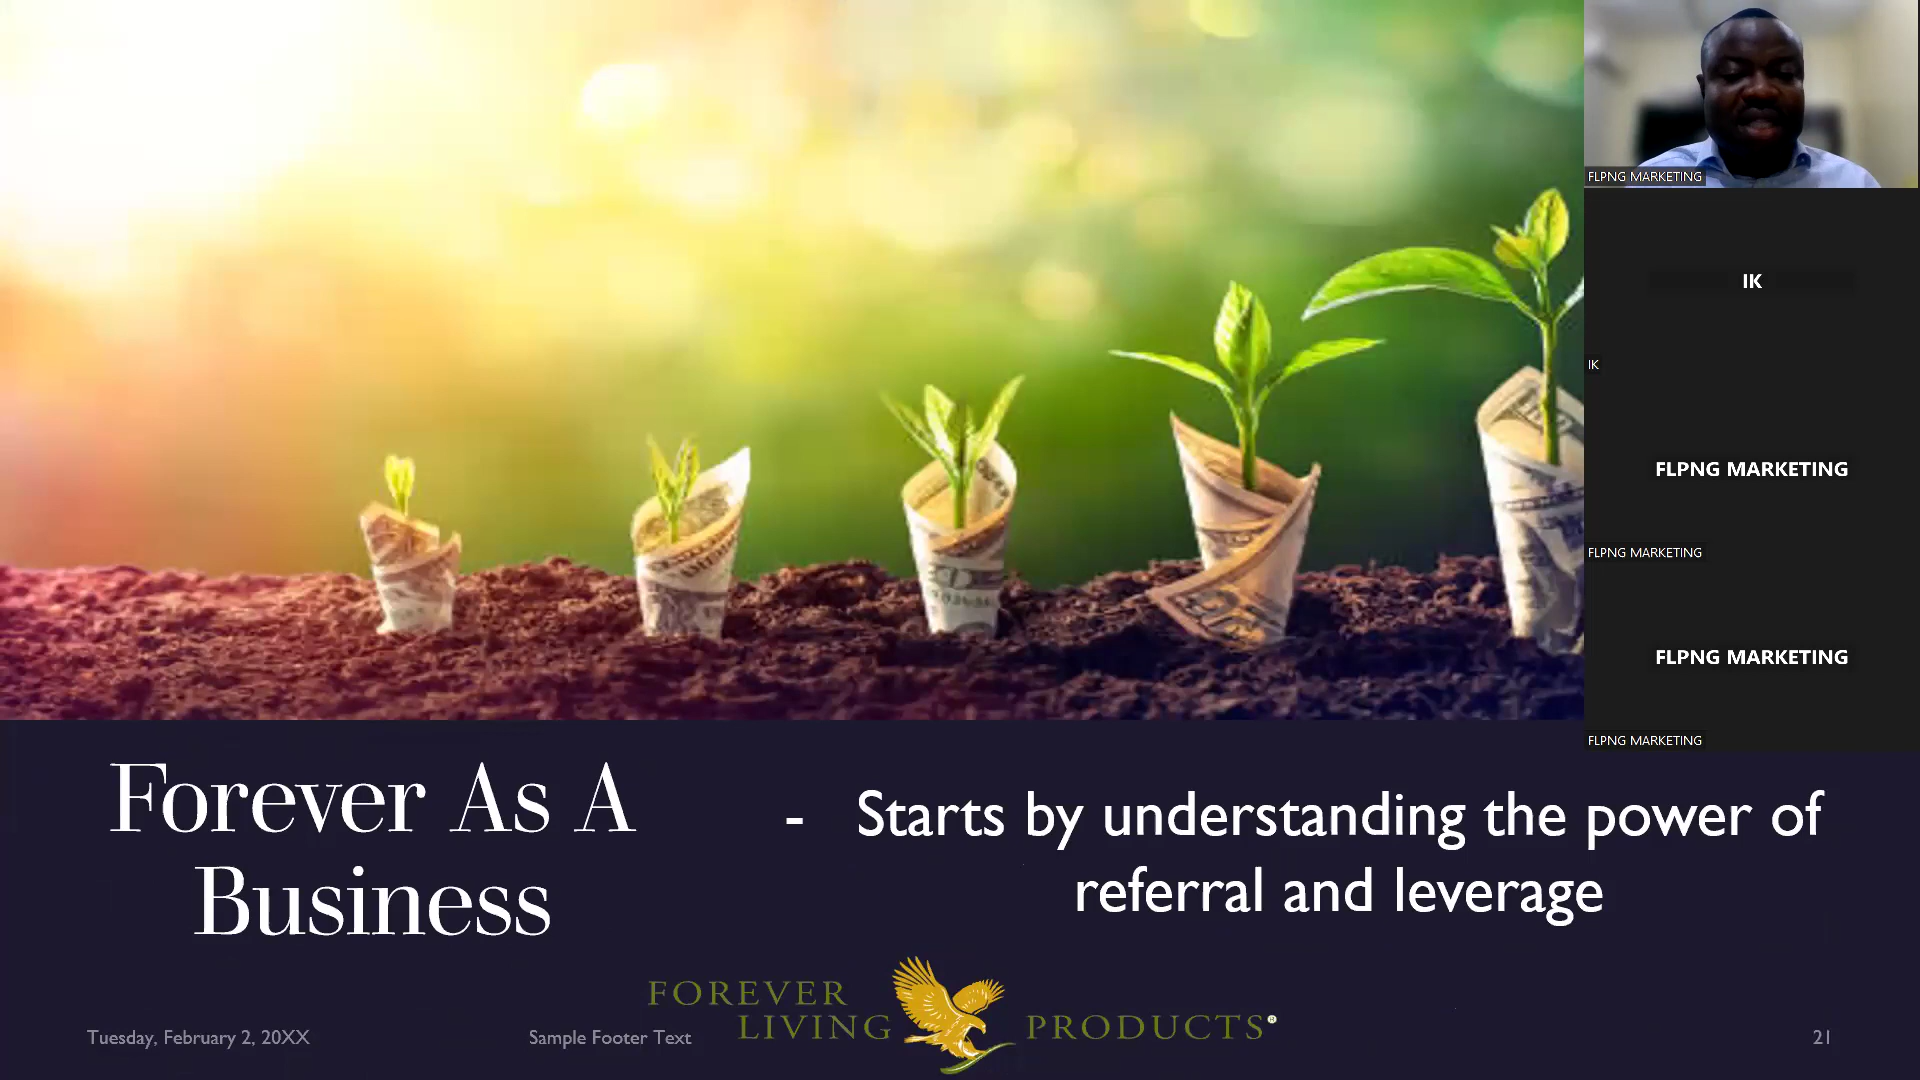 FLPNG MARKETING
IK
IK
FLPNG MARKETING
FLPNG MARKETING
FLPNG MARKETING
FLPNG MARKETING
Forever As A
Business
- Starts by understanding the power of
referral and leverage
FOREVER
LIVING PRODUCTS®
Tuesday, February 2, 20XX
Sample Footer Text
21